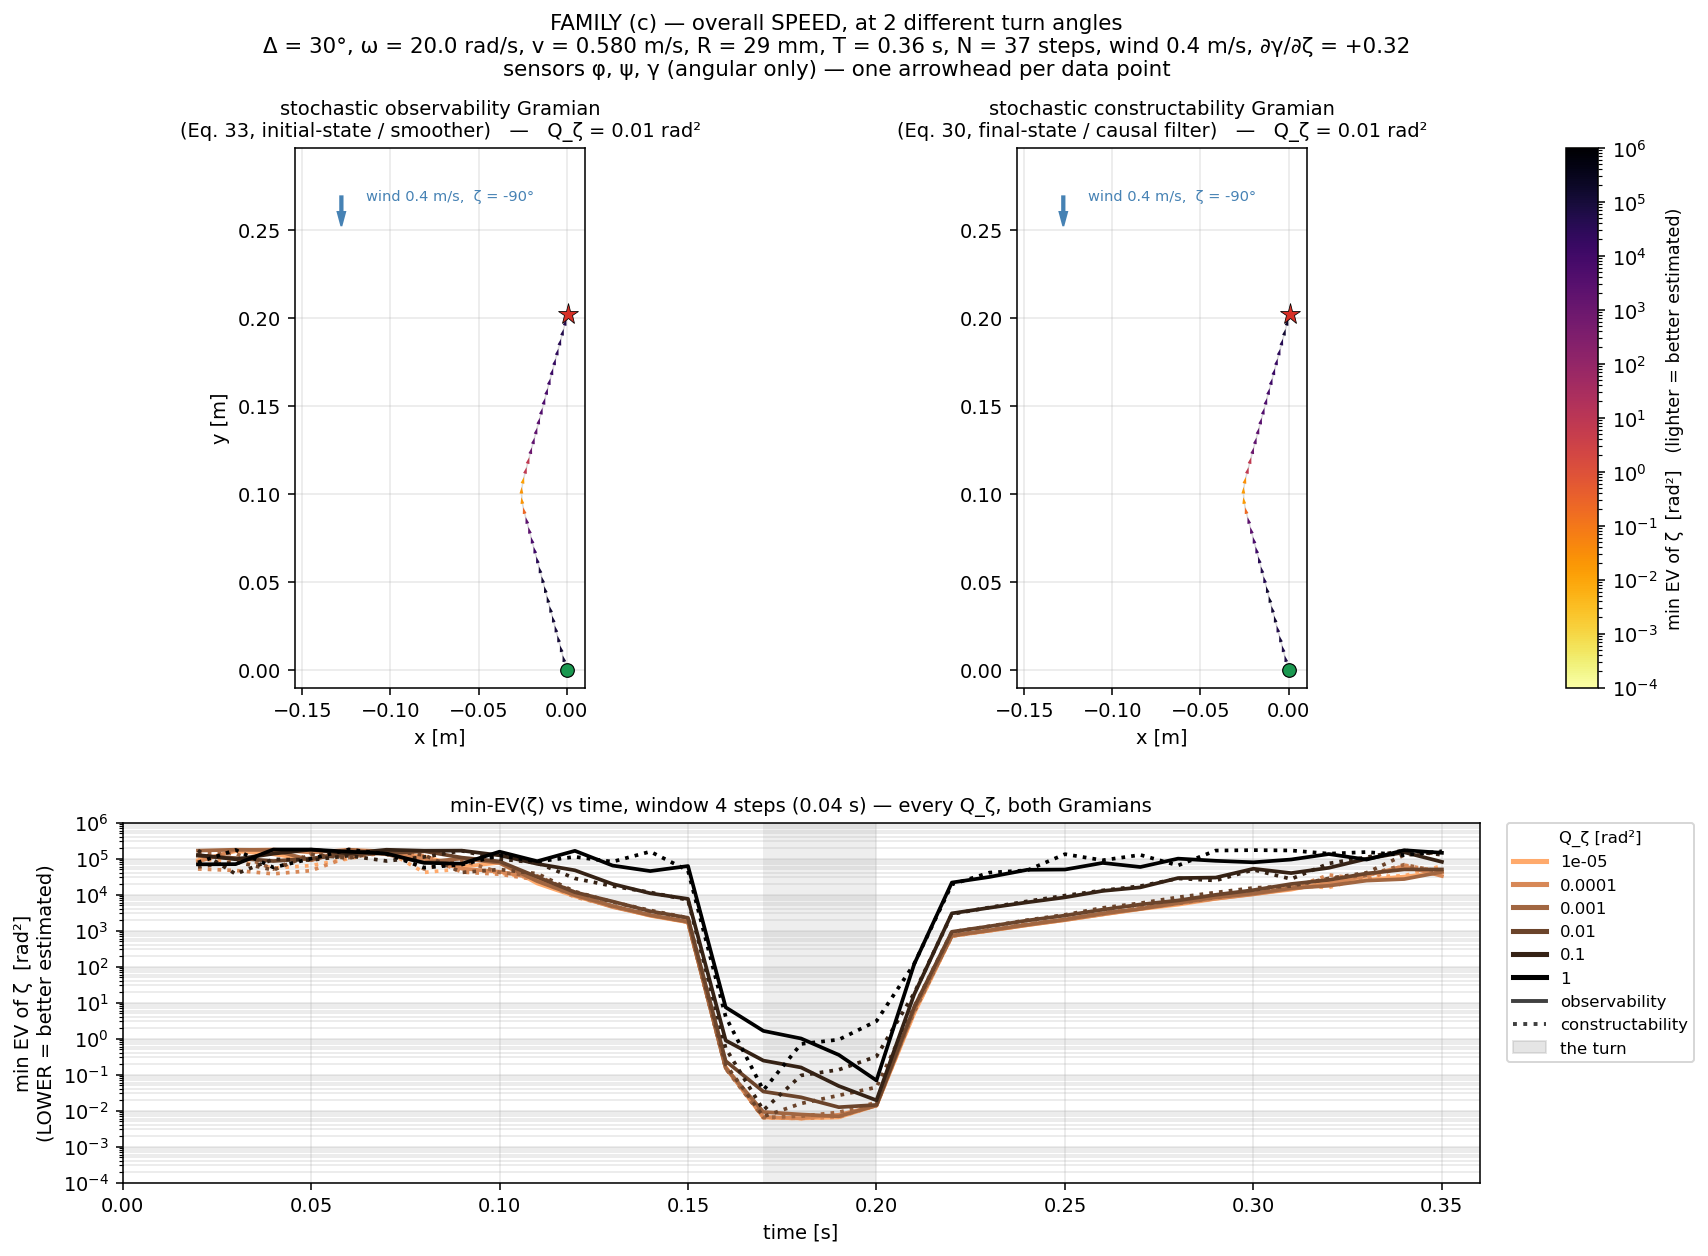 FAMILY (c) — overall SPEED, at 2 different turn angles
Δ = 30°, ω = 20.0 rad/s, v = 0.580 m/s, R = 29 mm, T = 0.36 s, N = 37 steps, wind 0.4 m/s, ∂γ/∂ζ = +0.32
sensors φ, ψ, γ (angular only) — one arrowhead per data point
stochastic observability Gramian
(Eq. 33, initial-state / smoother) — Q_ζ = 0.01 rad²
wind 0.4 m/s, ζ = -90°
0.25
0.20
0.15
0.10
0.05
0.00
y [m]
−0.15 −0.10 −0.05 0.00
x [m]
stochastic constructability Gramian
(Eq. 30, final-state / causal filter) — Q_ζ = 0.01 rad²
wind 0.4 m/s, ζ = -90°
0.25
0.20
0.15
0.10
0.05
0.00
−0.15 −0.10 −0.05 0.00
x [m]
10⁶
10⁵
10⁴
10³
10²
10¹
10⁰
10⁻¹
10⁻²
10⁻³
10⁻⁴
min EV of ζ [rad²] (lighter = better estimated)
min-EV(ζ) vs time, window 4 steps (0.04 s) — every Q_ζ, both Gramians
10⁶
10⁵
10⁴
10³
10²
10¹
10⁰
10⁻¹
10⁻²
10⁻³
10⁻⁴
min EV of ζ [rad²]
(LOWER = better estimated)
0.00 0.05 0.10 0.15 0.20 0.25 0.30 0.35
time [s]
Q_ζ [rad²]
1e-05
0.0001
0.001
0.01
0.1
1
observability
constructability
the turn